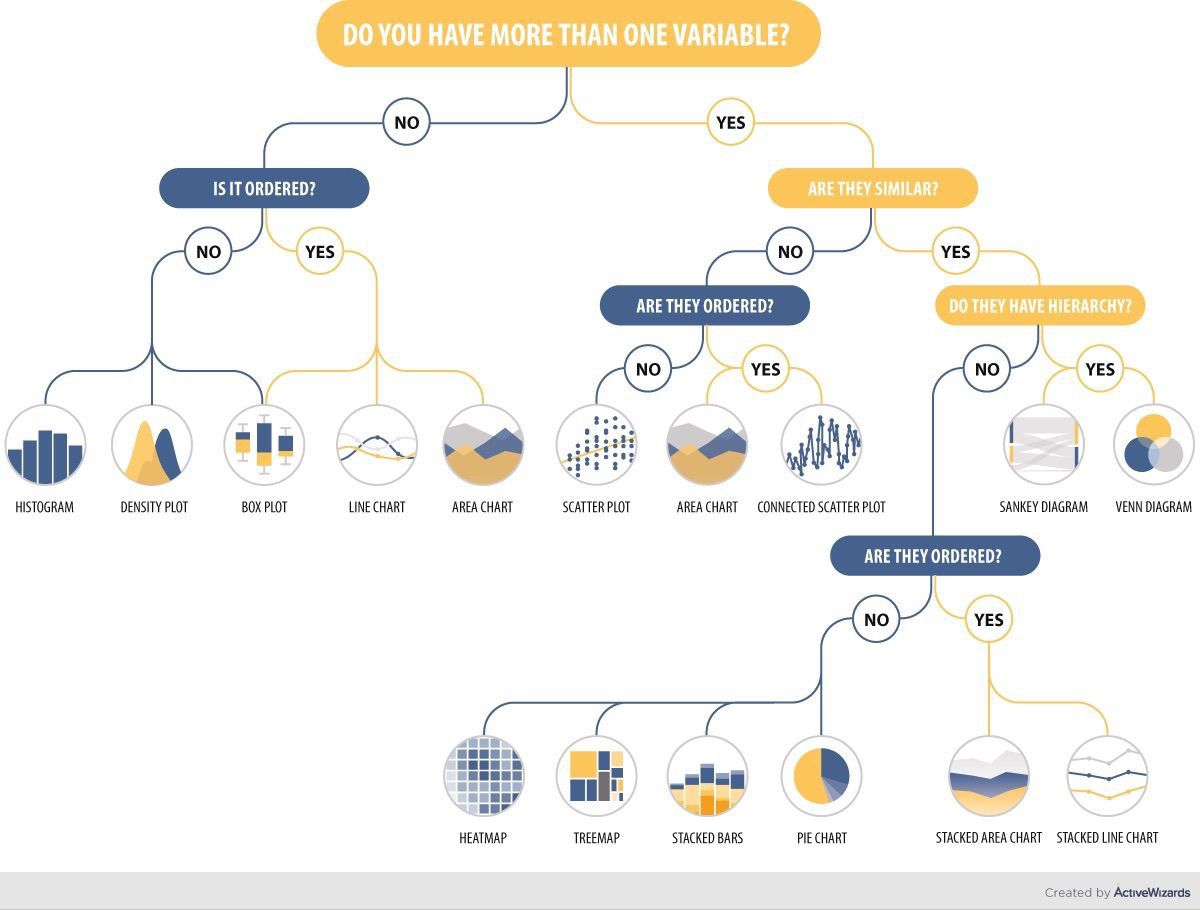 DO YOU HAVE MORE THAN ONE VARIABLE?
NO
YES
IS IT ORDERED?
ARE THEY SIMILAR?
NO
YES
NO
YES
ARE THEY ORDERED?
DO THEY HAVE HIERARCHY?
NO
YES
NO
YES
HISTOGRAM
DENSITY PLOT
BOX PLOT
LINE CHART
AREA CHART
SCATTER PLOT
AREA CHART
CONNECTED SCATTER PLOT
SANKEY DIAGRAM
VENN DIAGRAM
ARE THEY ORDERED?
NO
YES
HEATMAP
TREEMAP
STACKED BARS
PIE CHART
STACKED AREA CHART
STACKED LINE CHART
Created by ActiveWizards